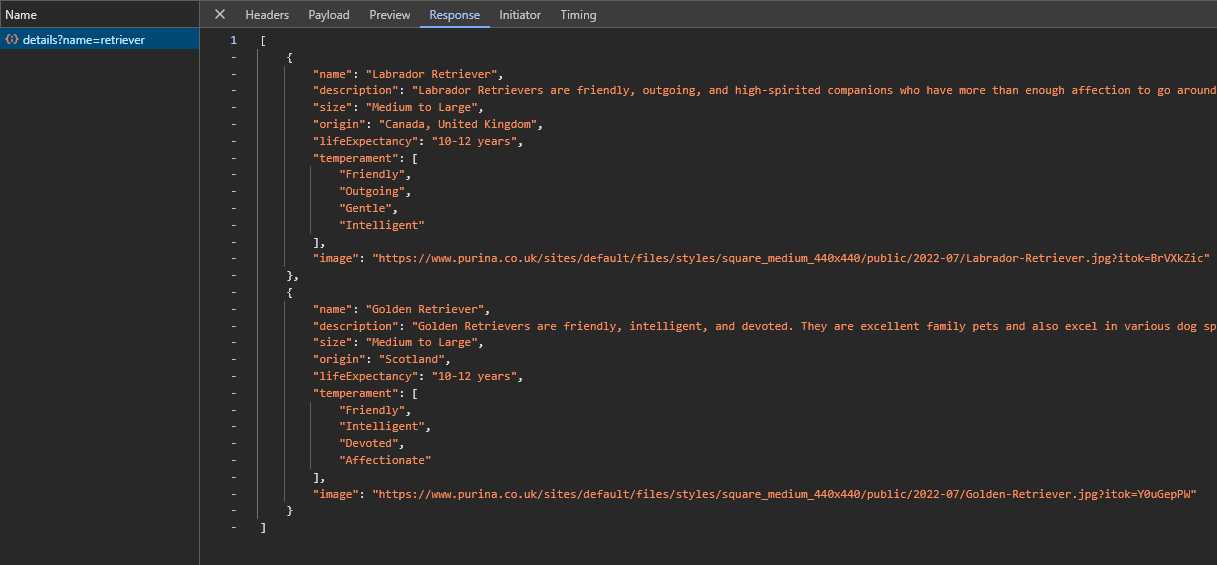 Name
Headers Payload Preview Response Initiator Timing
details?name=retriever
1 [
- {
- "name": "Labrador Retriever",
- "description": "Labrador Retrievers are friendly, outgoing, and high-spirited companions who have more than enough affection to go around
- "size": "Medium to Large",
- "origin": "Canada, United Kingdom",
- "lifeExpectancy": "10-12 years",
- "temperament": [
- "Friendly",
- "Outgoing",
- "Gentle",
- "Intelligent"
- ],
- "image": "https://www.purina.co.uk/sites/default/files/styles/square_medium_440x440/public/2022-07/Labrador-Retriever.jpg?itok=BrVXkZic"
- },
- {
- "name": "Golden Retriever",
- "description": "Golden Retrievers are friendly, intelligent, and devoted. They are excellent family pets and also excel in various dog sp
- "size": "Medium to Large",
- "origin": "Scotland",
- "lifeExpectancy": "10-12 years",
- "temperament": [
- "Friendly",
- "Intelligent",
- "Devoted",
- "Affectionate"
- ],
- "image": "https://www.purina.co.uk/sites/default/files/styles/square_medium_440x440/public/2022-07/Golden-Retriever.jpg?itok=Y0uGepPW"
- }
- ]